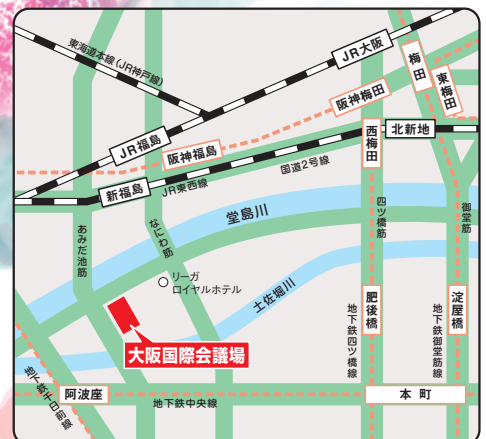 東海道本線（JR神戸線）
JR大阪
梅田
東梅田
阪神梅田
JR福島
阪神福島
西梅田
北新地
新福島
JR東西線
国道2号線
あみだ池筋
なにわ筋
堂島川
四ツ橋筋
御堂筋
リーガ
ロイヤルホテル
土佐堀川
肥後橋
淀屋橋
地下鉄四ツ橋線
地下鉄御堂筋線
大阪国際会議場
地下鉄千日前線
阿波座
地下鉄中央線
本町